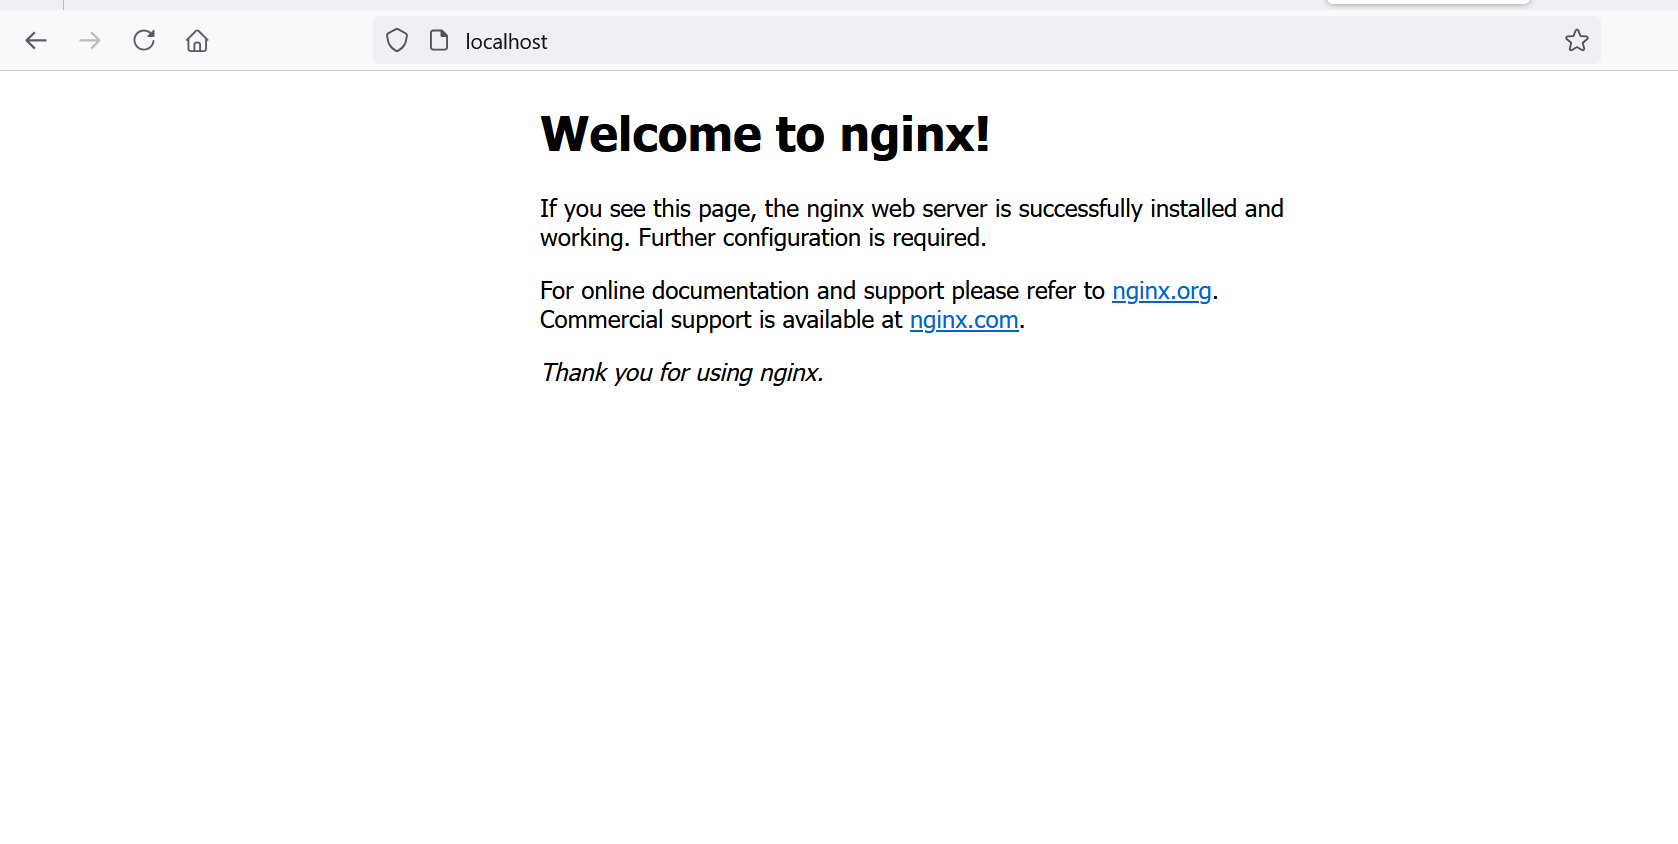 localhost
Welcome to nginx!
If you see this page, the nginx web server is successfully installed and
working. Further configuration is required.
For online documentation and support please refer to nginx.org.
Commercial support is available at nginx.com.
Thank you for using nginx.